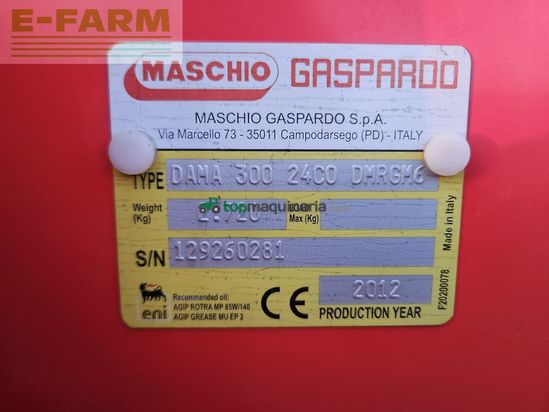 E-FARM
MASCHIO GASPARDO
MASCHIO GASPARDO S.p.A.
Via Marcello 73 - 35011 Campodarsego (PD) - ITALY
TYPE DAMA 300 24CO DMRGM6
Weight (Kg)
Max (Kg)
topmaquinaria
S/N 129260281
Made in Italy
F20200078
eni
Recommended oil:
AGIP ROTRA MP 85W/140
AGIP GREASE MU EP 2
CE
2012
PRODUCTION YEAR